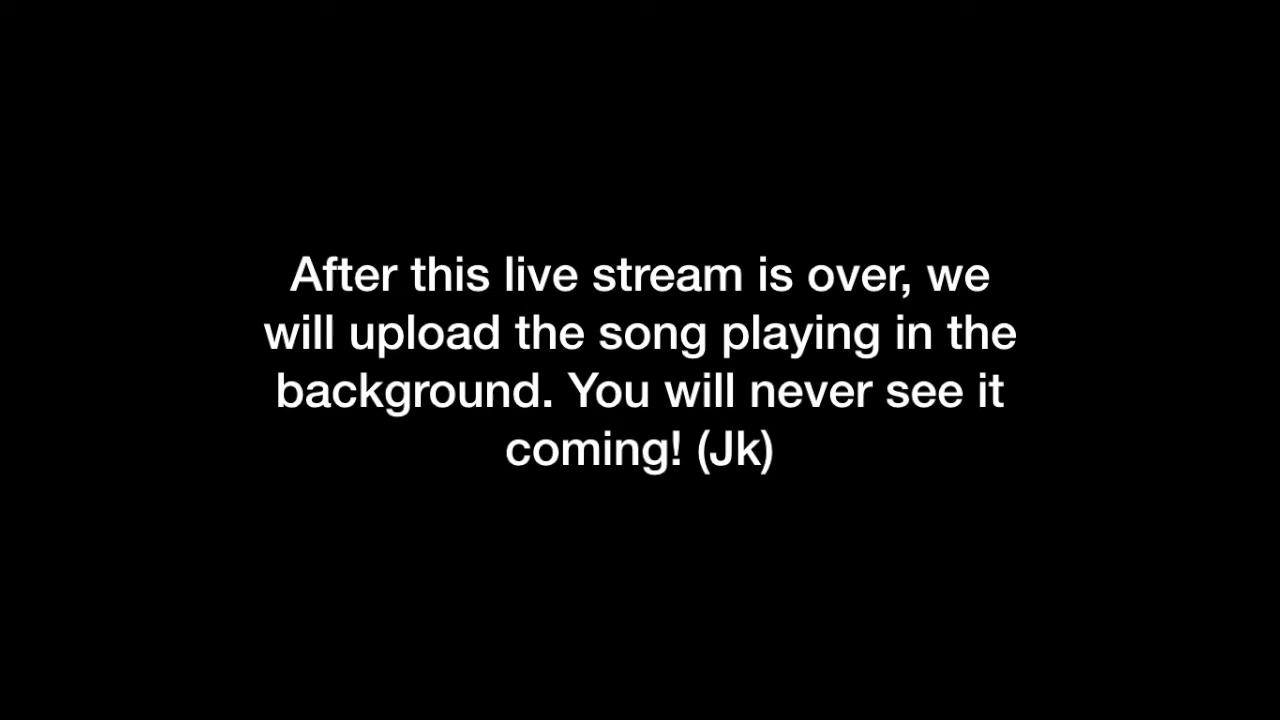 After this live stream is over, we
will upload the song playing in the
background. You will never see it
coming! (Jk)